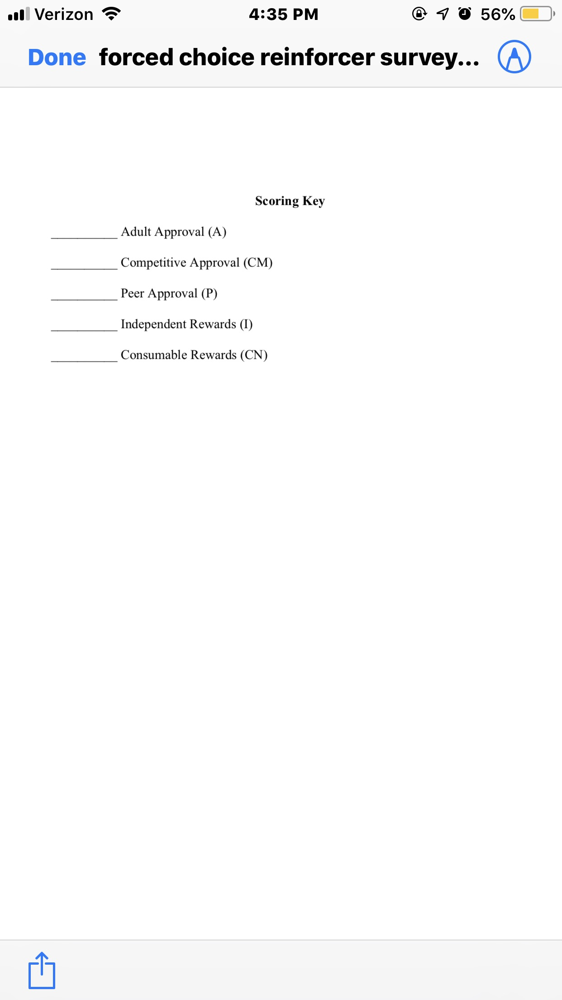 Verizon 4:35 PM 56%
Done forced choice reinforcer survey...
Scoring Key
__________ Adult Approval (A)
__________ Competitive Approval (CM)
__________ Peer Approval (P)
__________ Independent Rewards (I)
__________ Consumable Rewards (CN)